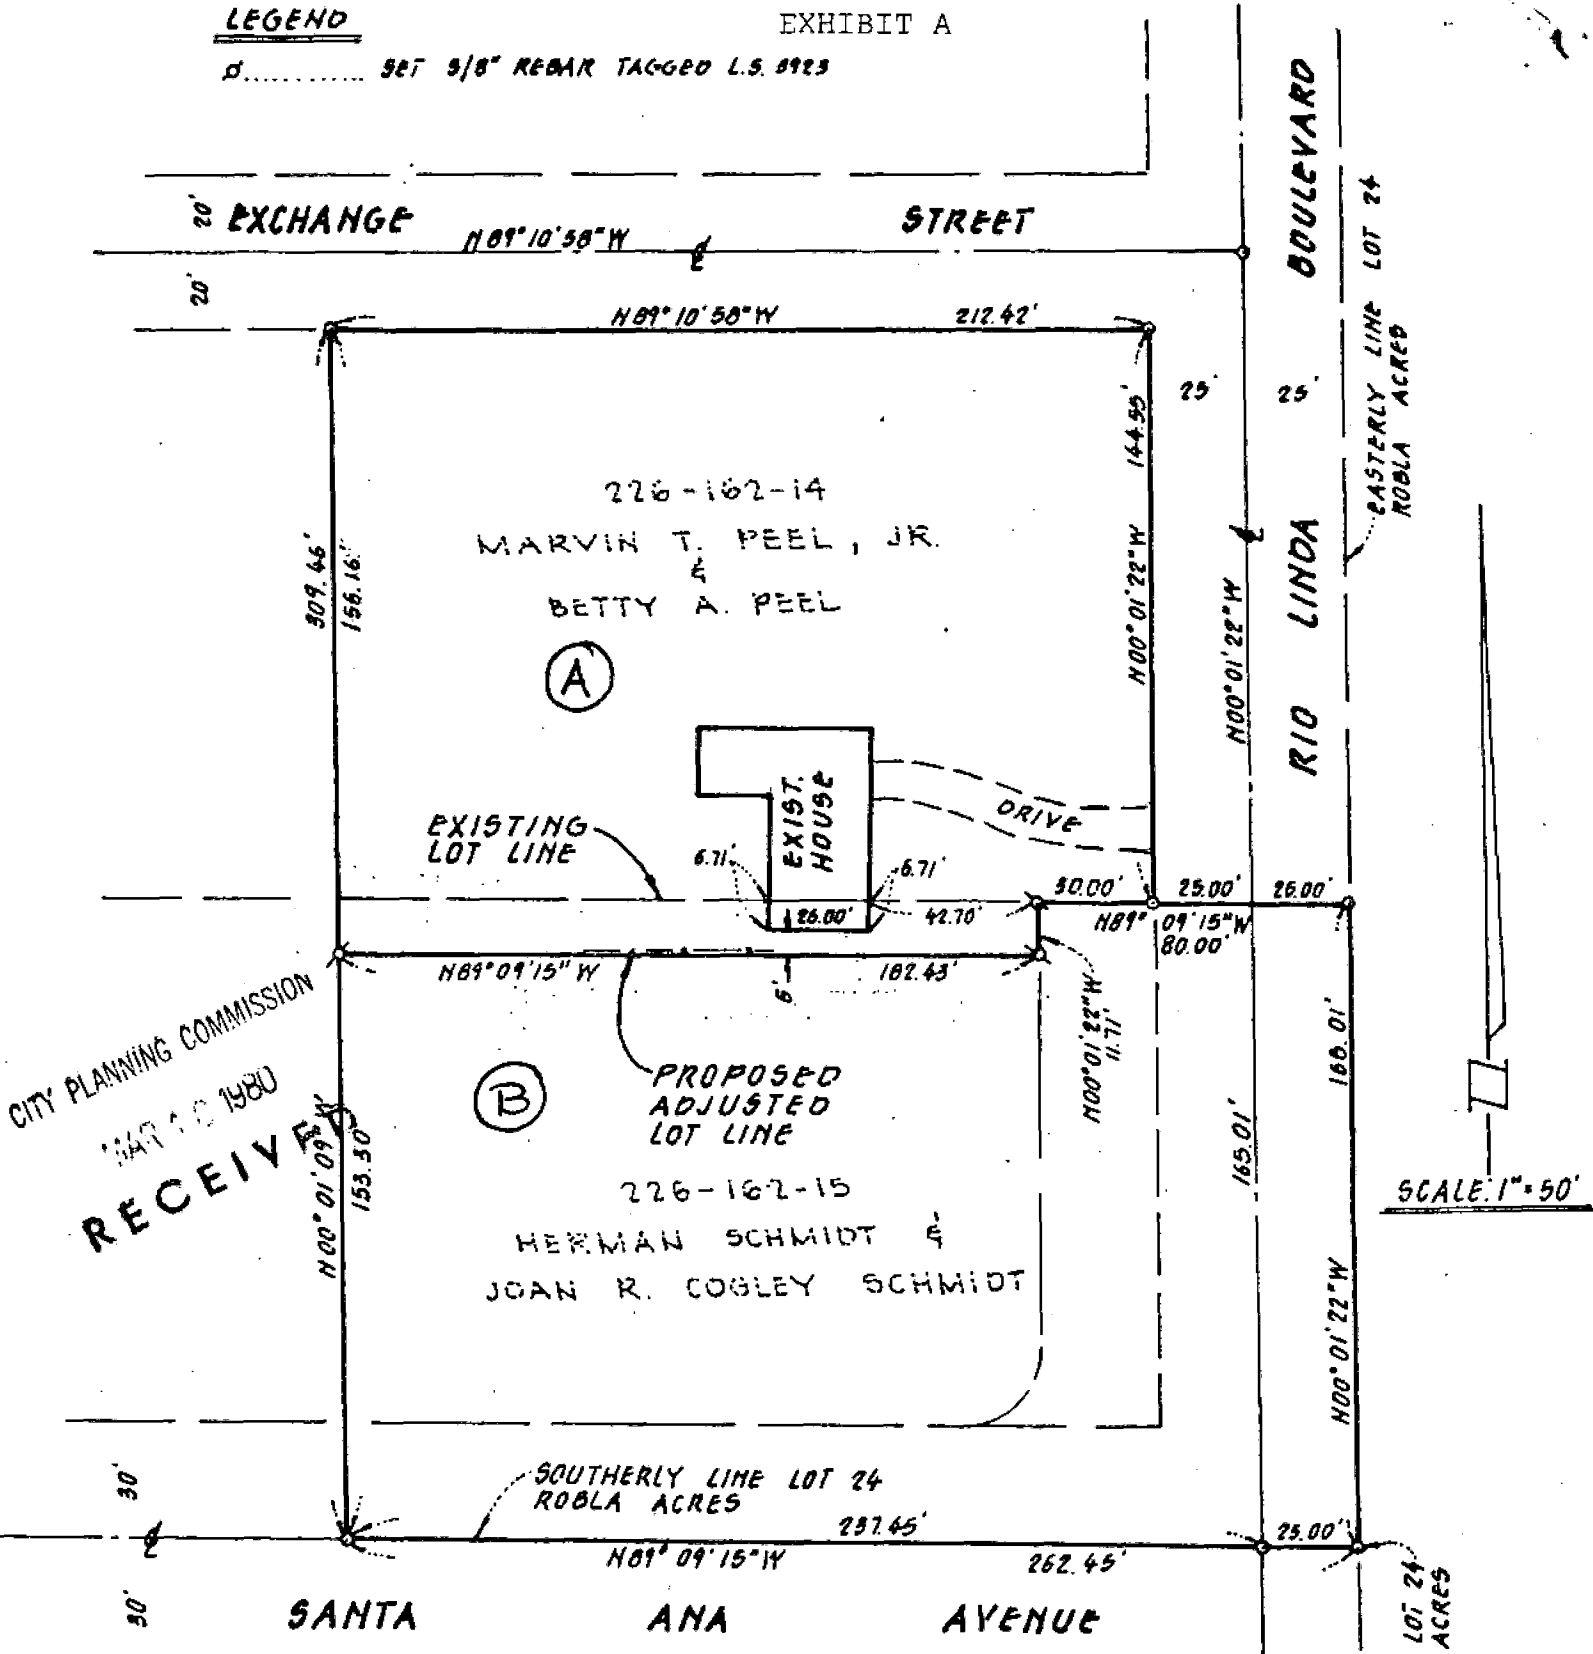 LEGEND
EXHIBIT A
SET 5/8" REBAR TAGGED L.S. 3923
20'
EXCHANGE STREET
N89°10'58"W
20'
N89°10'58"W 212.42'
BOULEVARD
EASTERLY LINE LOT 24
ROBLA ACRES
25' 25'
144.55'
N00°01'22"W
309.46'
156.16'
226-162-14
MARVIN T. PEEL, JR.
&
BETTY A. PEEL
A
N00°01'22"W
RIO LINDA
EXIST.
HOUSE
DRIVE
EXISTING
LOT LINE
6.71' 6.71'
26.00' 42.70'
30.00' 25.00' 25.00'
N89°09'15"W
80.00'
N89°09'15"W 182.43'
5'
N00°01'22"W
11.71'
CITY PLANNING COMMISSION
MAR 1980
RECEIVED
N00°01'09"W
153.30'
B
PROPOSED
ADJUSTED
LOT LINE
165.01'
165.01'
N00°01'22"W
SCALE: 1"=50'
226-162-15
HERMAN SCHMIDT &
JOAN R. COGLEY SCHMIDT
30'
SOUTHERLY LINE LOT 24
ROBLA ACRES
237.45' 25.00'
N89°09'15"W 262.45'
30'
SANTA ANA AVENUE
LOT 24
ACRES